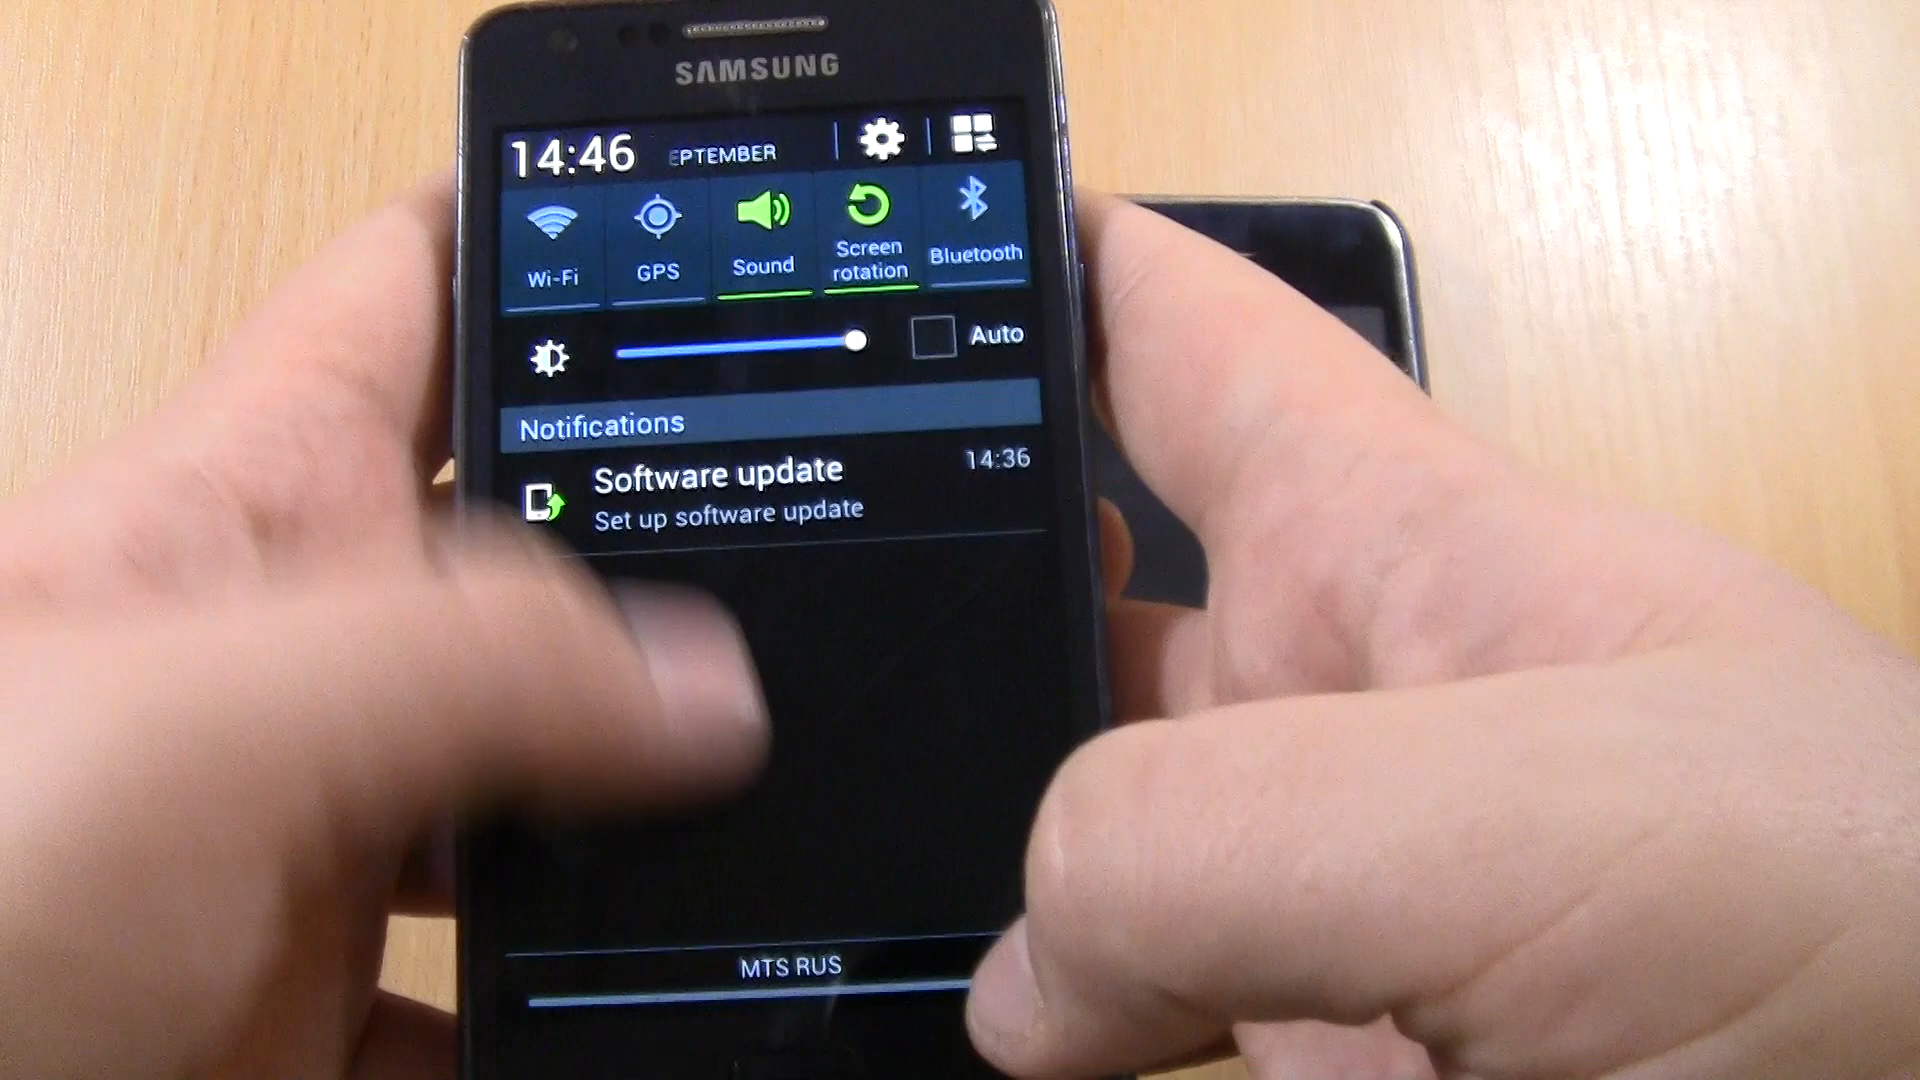 SAMSUNG
14:46 EPTEMBER
Wi-Fi GPS Sound Screen rotation Bluetooth
Auto
Notifications
Software update 14:36
Set up software update
MTS RUS